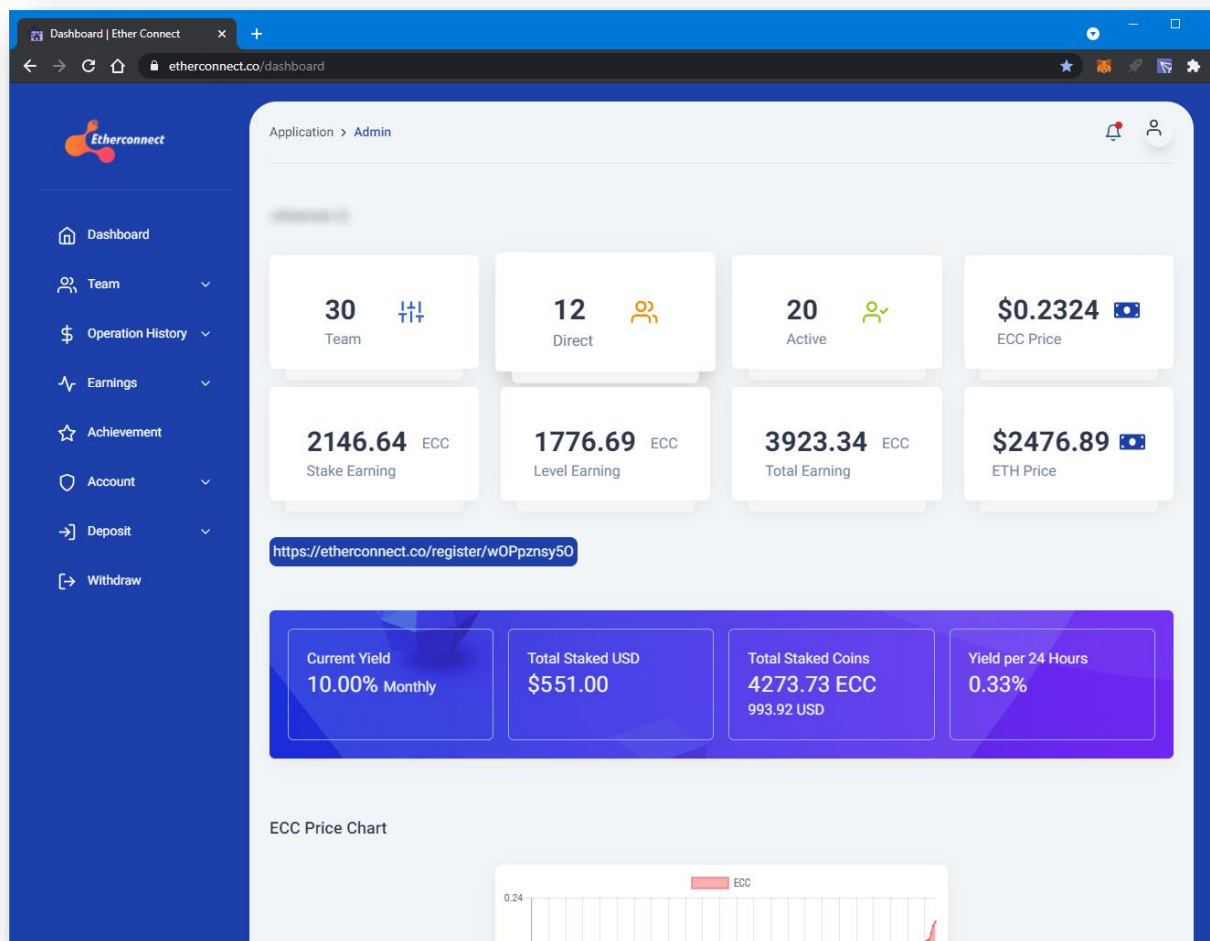 Dashboard | Ether Connect
etherconnect.co/dashboard
Etherconnect
Application > Admin
Dashboard
Team
Operation History
Earnings
Achievement
Account
Deposit
Withdraw
30
Team
12
Direct
20
Active
$0.2324
ECC Price
2146.64 ECC
Stake Earning
1776.69 ECC
Level Earning
3923.34 ECC
Total Earning
$2476.89
ETH Price
https://etherconnect.co/register/wOPpznsy5O
Current Yield
10.00% Monthly
Total Staked USD
$551.00
Total Staked Coins
4273.73 ECC
993.92 USD
Yield per 24 Hours
0.33%
ECC Price Chart
ECC
0.24